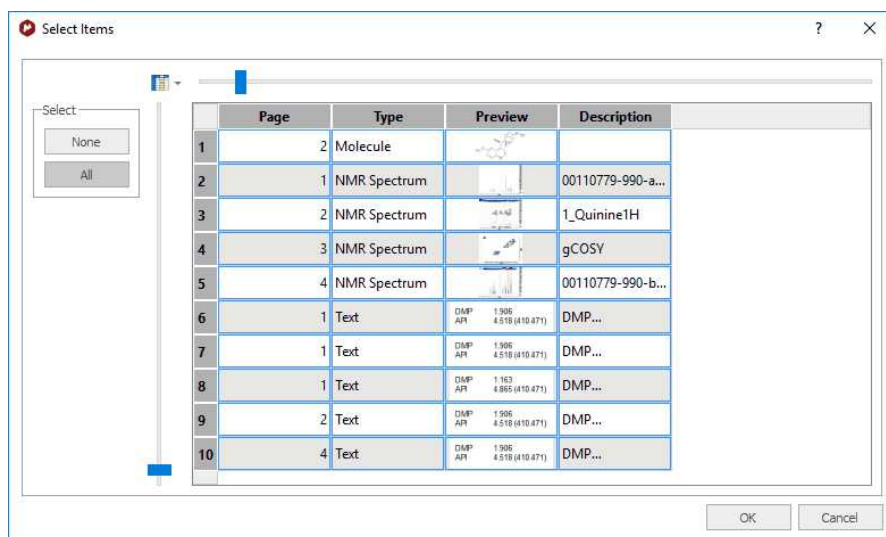 Select Items
?
Select
None
All
Page Type Preview Description
1 2 Molecule
2 1 NMR Spectrum 00110779-990-a...
3 2 NMR Spectrum 1_Quinine1H
4 3 NMR Spectrum gCOSY
5 4 NMR Spectrum 00110779-990-b...
6 1 Text DMP 1.906 DMP...
API 4.518 (410.471)
7 1 Text DMP 1.906 DMP...
API 4.518 (410.471)
8 1 Text DMP 1.163 DMP...
API 4.865 (410.471)
9 2 Text DMP 1.906 DMP...
API 4.518 (410.471)
10 4 Text DMP 1.906 DMP...
API 4.518 (410.471)
OK Cancel